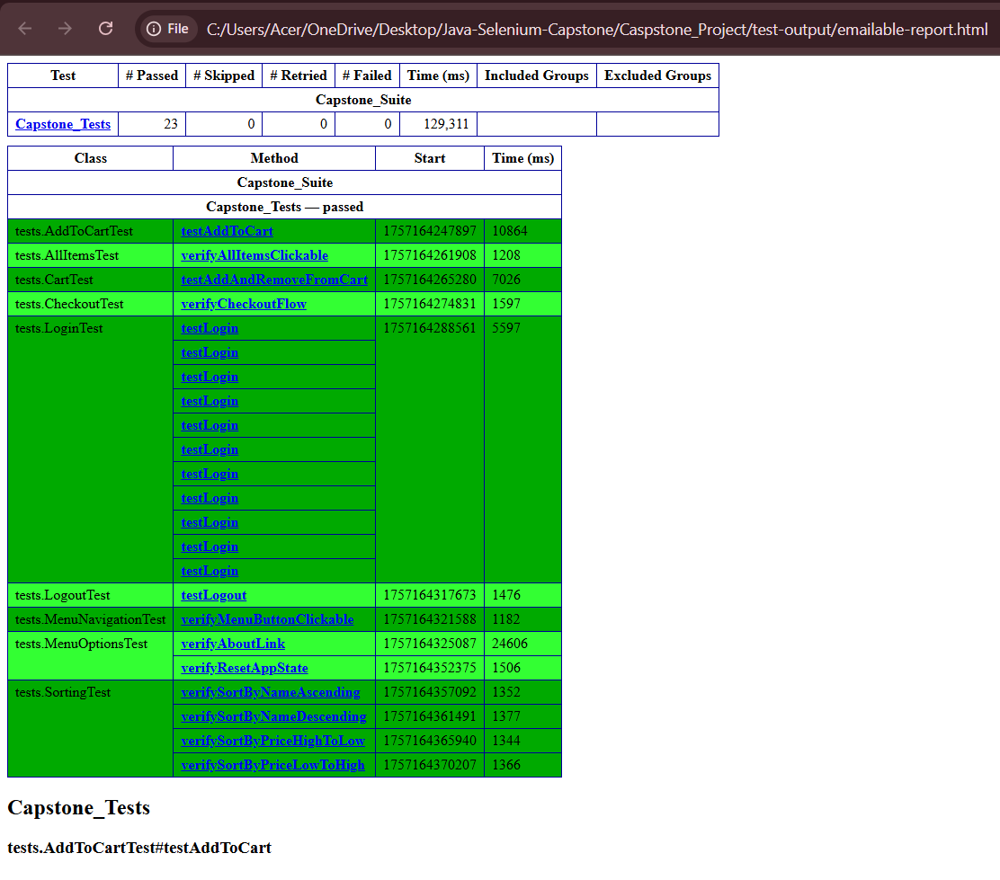 File C:/Users/Acer/OneDrive/Desktop/Java-Selenium-Capstone/Caspstone_Project/test-output/emailable-report.html
Test # Passed # Skipped # Retried # Failed Time (ms) Included Groups Excluded Groups
Capstone_Suite
Capstone_Tests 23 0 0 0 129,311
Class Method Start Time (ms)
Capstone_Suite
Capstone_Tests — passed
tests.AddToCartTest testAddToCart 1757164247897 10864
tests.AllItemsTest verifyAllItemsClickable 1757164261908 1208
tests.CartTest testAddAndRemoveFromCart 1757164265280 7026
tests.CheckoutTest verifyCheckoutFlow 1757164274831 1597
tests.LoginTest testLogin 1757164288561 5597
testLogin
testLogin
testLogin
testLogin
testLogin
testLogin
testLogin
testLogin
testLogin
testLogin
tests.LogoutTest testLogout 1757164317673 1476
tests.MenuNavigationTest verifyMenuButtonClickable 1757164321588 1182
tests.MenuOptionsTest verifyAboutLink 1757164325087 24606
verifyResetAppState 1757164352375 1506
tests.SortingTest verifySortByNameAscending 1757164357092 1352
verifySortByNameDescending 1757164361491 1377
verifySortByPriceHighToLow 1757164365940 1344
verifySortByPriceLowToHigh 1757164370207 1366
Capstone_Tests
tests.AddToCartTest#testAddToCart